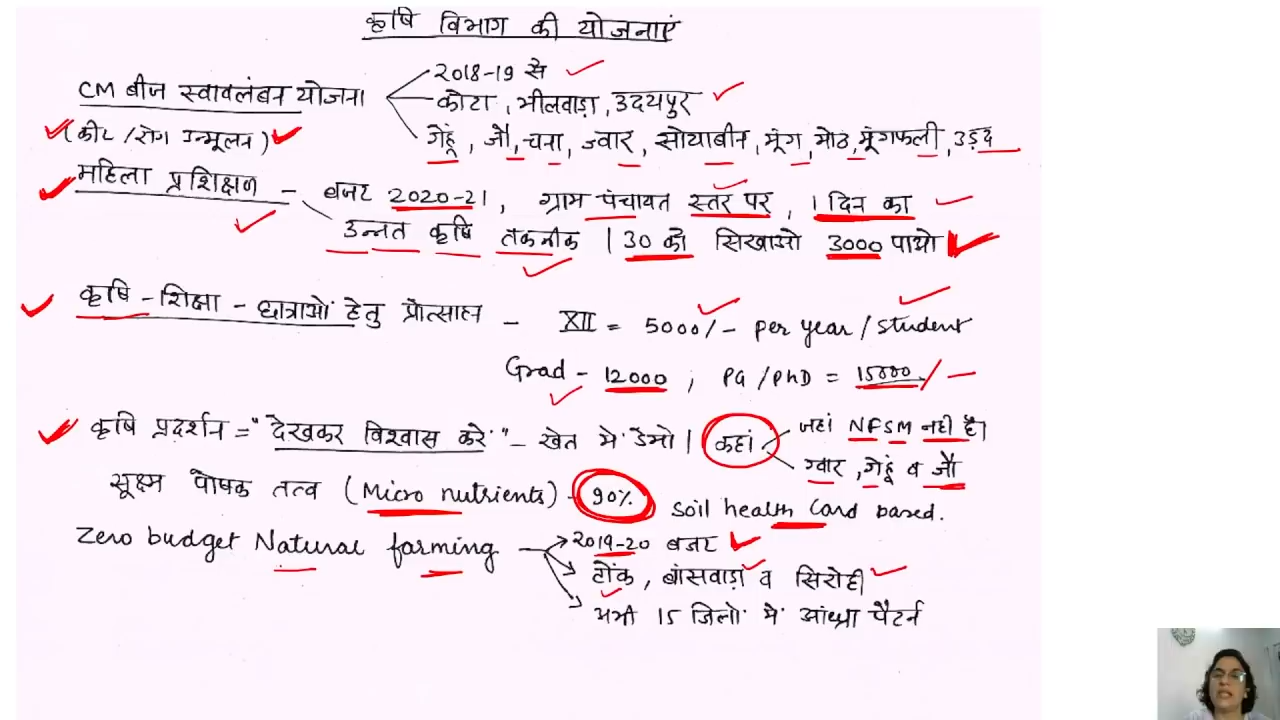 कृषि विभाग की योजनाएं
CM बीज स्वावलंबन योजना
2018-19 से
कोटा, भीलवाड़ा, उदयपुर
गेहूं, जौ, चना, ज्वार, सोयाबीन, मूंग, मोठ, मूंगफली, उड़द
(कीट / रोग उन्मूलन)
महिला प्रशिक्षण - बजट 2020-21, ग्राम पंचायत स्तर पर, 1 दिन का
उन्नत कृषि तकनीक | 30 को सिखाओ 3000 पाओ
कृषि - शिक्षा - छात्राओं हेतु प्रोत्साहन - XII = 5000/- per year / student
Grad - 12000 ; PG / PhD = 15000/-
कृषि प्रदर्शन = "देखकर विश्वास करें" - खेत में डेमो | कहां
जहां NFSM नहीं है।
ग्वार, गेहूं व जौ
सूक्ष्म पोषक तत्व (Micro nutrients) - 90% soil health Card based.
Zero budget Natural farming
2019-20 बजट
टोंक, बांसवाड़ा व सिरोही
अभी 15 जिलों में आंध्रा पैटर्न